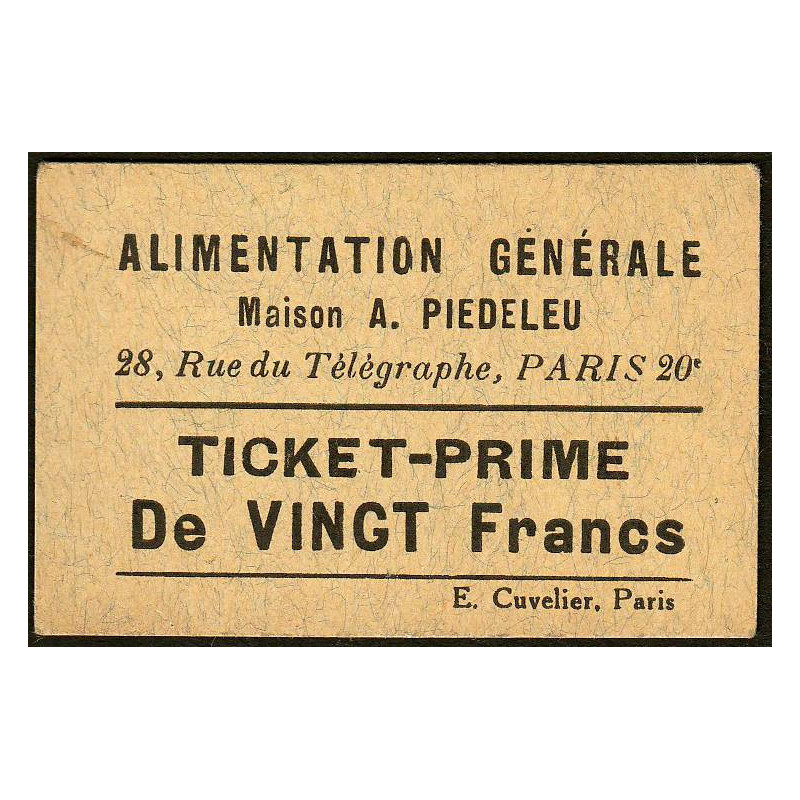 ALIMENTATION GÉNÉRALE
Maison A. PIEDELEU
28, Rue du Télégraphe, PARIS 20e
TICKET-PRIME
De VINGT Francs
E. Cuvelier, Paris